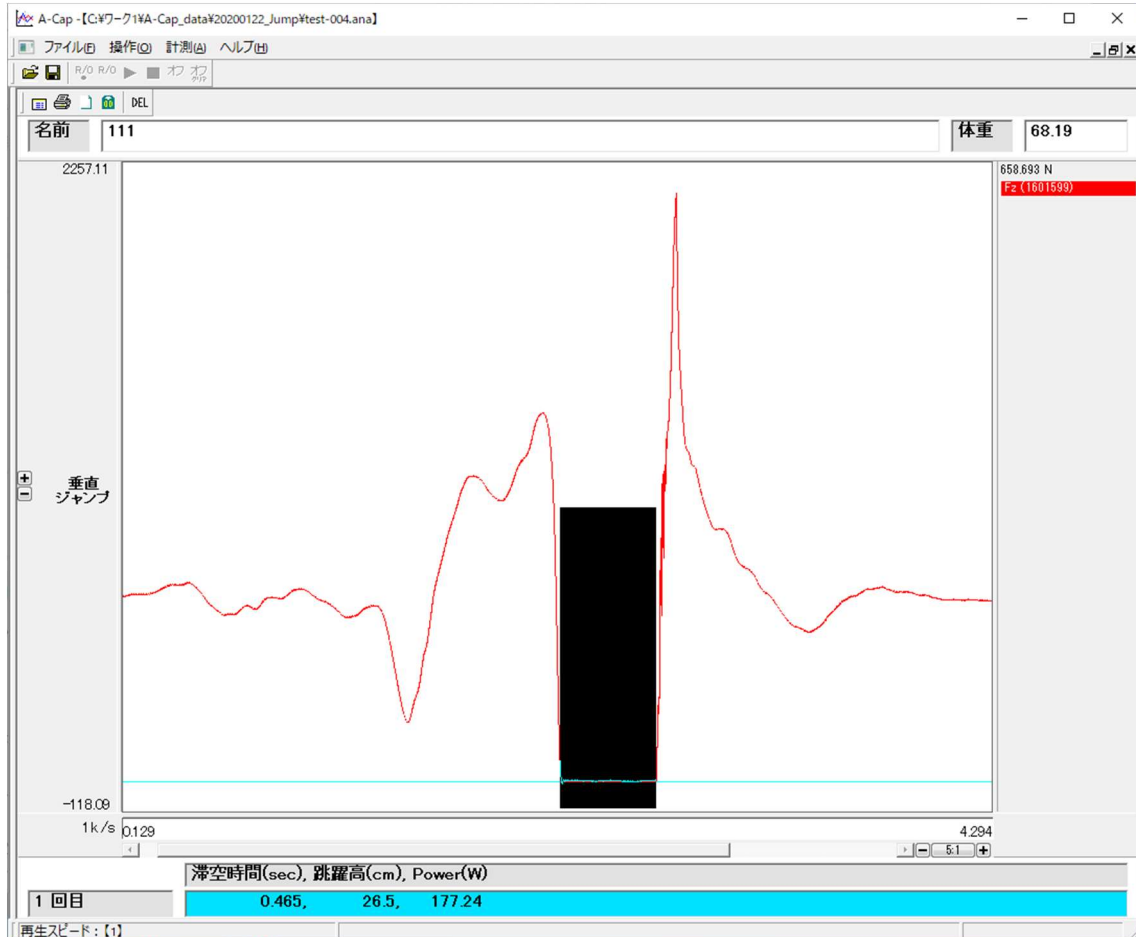 A-Cap -【C:¥ワーク1¥A-Cap_data¥20200122_Jump¥test-004.ana】
ファイル(F) 操作(O) 計測(A) ヘルプ(H)
R/O R/O オフ オフ
DEL
名前 111 体重 68.19
2257.11
658.693 N
Fz (1601599)
垂直
ジャンプ
-118.09
1k/s 0.129 4.294
5:1
滞空時間(sec), 跳躍高(cm), Power(W)
1 回目 0.465, 26.5, 177.24
再生スピード:【1】